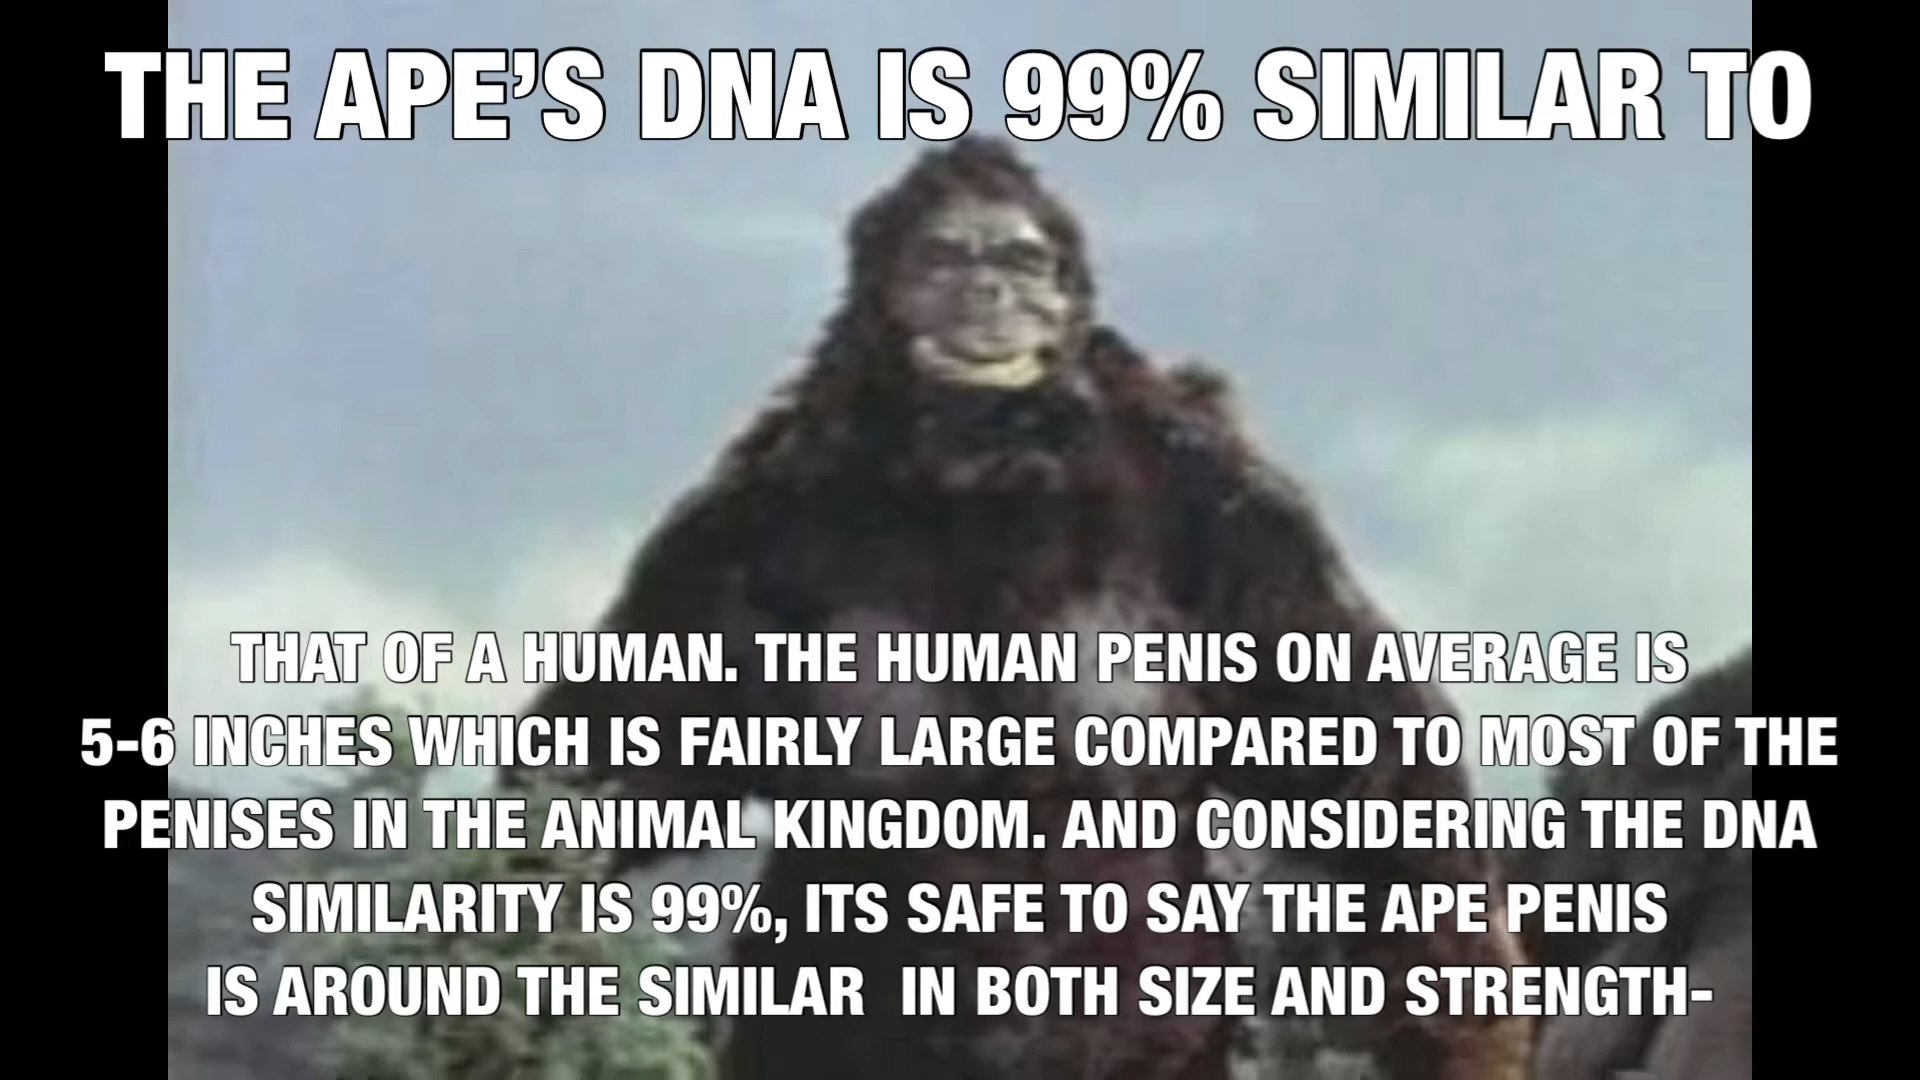 THE APE’S DNA IS 99% SIMILAR TO
THAT OF A HUMAN. THE HUMAN PENIS ON AVERAGE IS
5-6 INCHES WHICH IS FAIRLY LARGE COMPARED TO MOST OF THE
PENISES IN THE ANIMAL KINGDOM. AND CONSIDERING THE DNA
SIMILARITY IS 99%, ITS SAFE TO SAY THE APE PENIS
IS AROUND THE SIMILAR  IN BOTH SIZE AND STRENGTH-